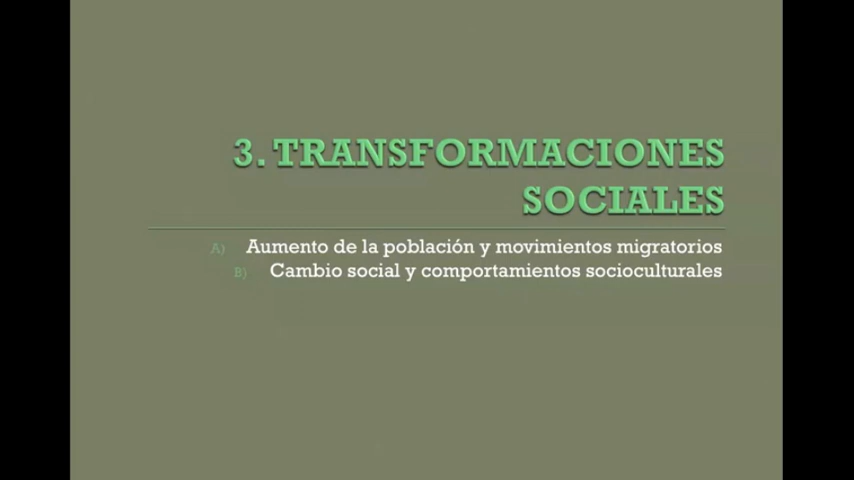 3. TRANSFORMACIONES
SOCIALES
A) Aumento de la población y movimientos migratorios
B) Cambio social y comportamientos socioculturales